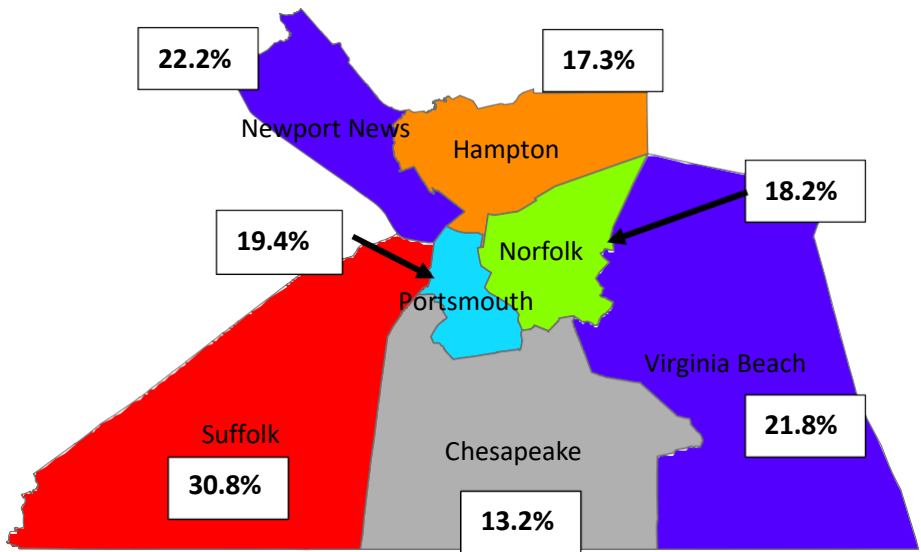 22.2%
17.3%
Newport News
Hampton
18.2%
19.4%
Norfolk
Portsmouth
Virginia Beach
21.8%
Suffolk
Chesapeake
30.8%
13.2%